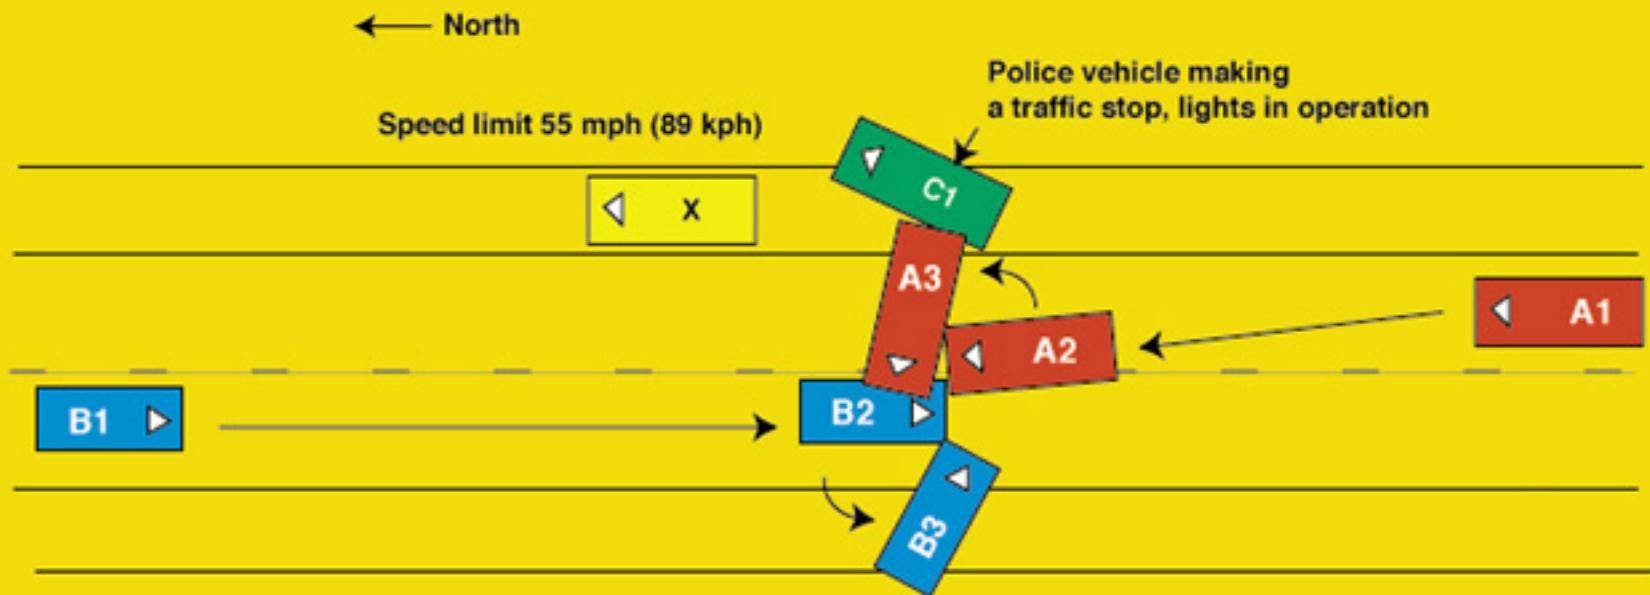 North
Police vehicle making
a traffic stop, lights in operation
Speed limit 55 mph (89 kph)
C1
X
A3
A1
A2
B1
B2
B3